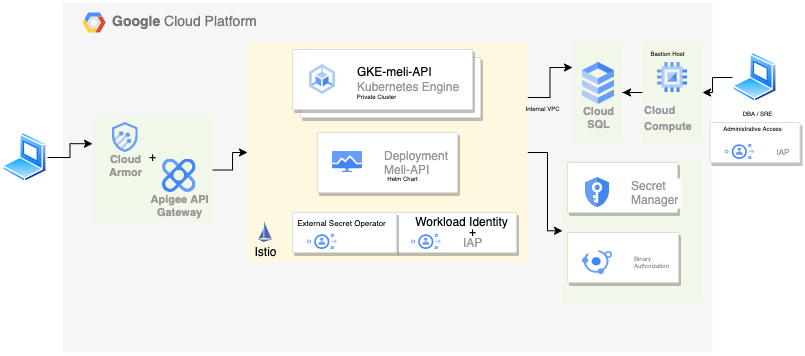 Google Cloud Platform
GKE-meli-API
Kubernetes Engine
Private Cluster
Internal VPC
Cloud
SQL
Bastion Host
Cloud
Compute
DBA / SRE
Administrative Access
IAP
Cloud
Armor
+
Apigee API
Gateway
Deployment
Meli-API
Helm Chart
Secret
Manager
External Secret Operator
Workload Identity
+
IAP
Istio
Binary
Authorization